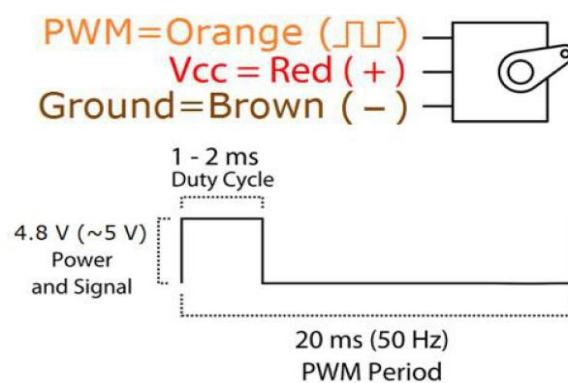 PWM=Orange (⎍⎍)
Vcc = Red ( + )
Ground=Brown ( − )
1 - 2 ms
Duty Cycle
4.8 V (~5 V)
Power
and Signal
20 ms (50 Hz)
PWM Period